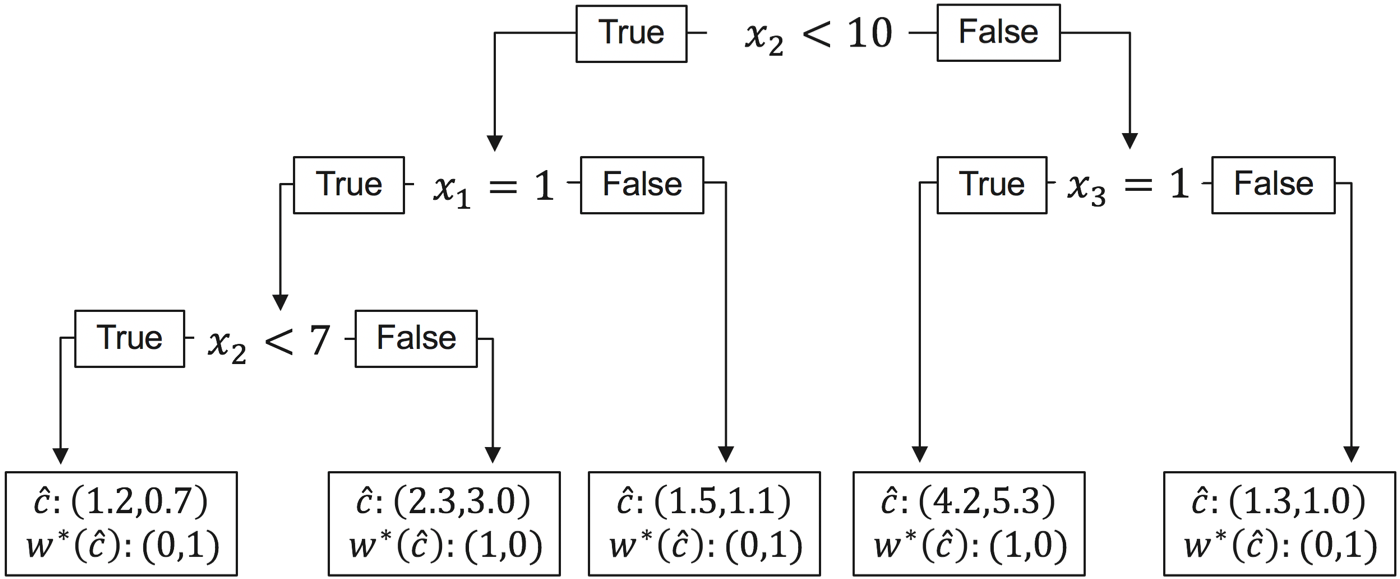 True x₂ < 10 False
True x₁ = 1 False True x₃ = 1 False
True x₂ < 7 False
ĉ: (1.2,0.7) ĉ: (2.3,3.0) ĉ: (1.5,1.1) ĉ: (4.2,5.3) ĉ: (1.3,1.0)
w*(ĉ): (0,1) w*(ĉ): (1,0) w*(ĉ): (0,1) w*(ĉ): (1,0) w*(ĉ): (0,1)